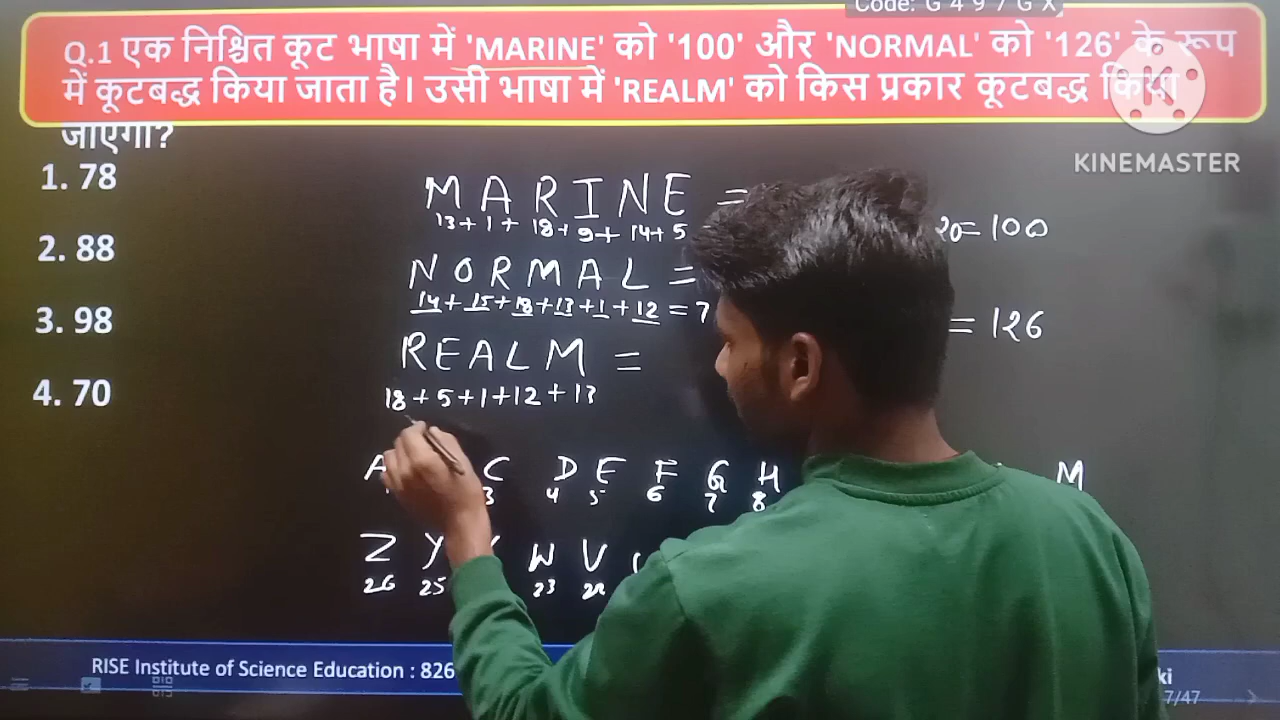 Code: G 4 9 7 G X
Q.1 एक निश्चित कूट भाषा में 'MARINE' को '100' और 'NORMAL' को '126' के रूप
में कूटबद्ध किया जाता है। उसी भाषा में 'REALM' को किस प्रकार कूटबद्ध किया
जाएगा?
KINEMASTER
1. 78
2. 88
3. 98
4. 70
MARINE =
13+1+ 18+ 9+ 14+5 20= 100
NORMAL =
14+15+18+13+1+12 = 7 = 126
REALM =
18+5+1+12+13
A C D E F G H M
3 4 5 6 7 8
Z Y W V
26 25 23 22
RISE Institute of Science Education : 826 ki
7/47